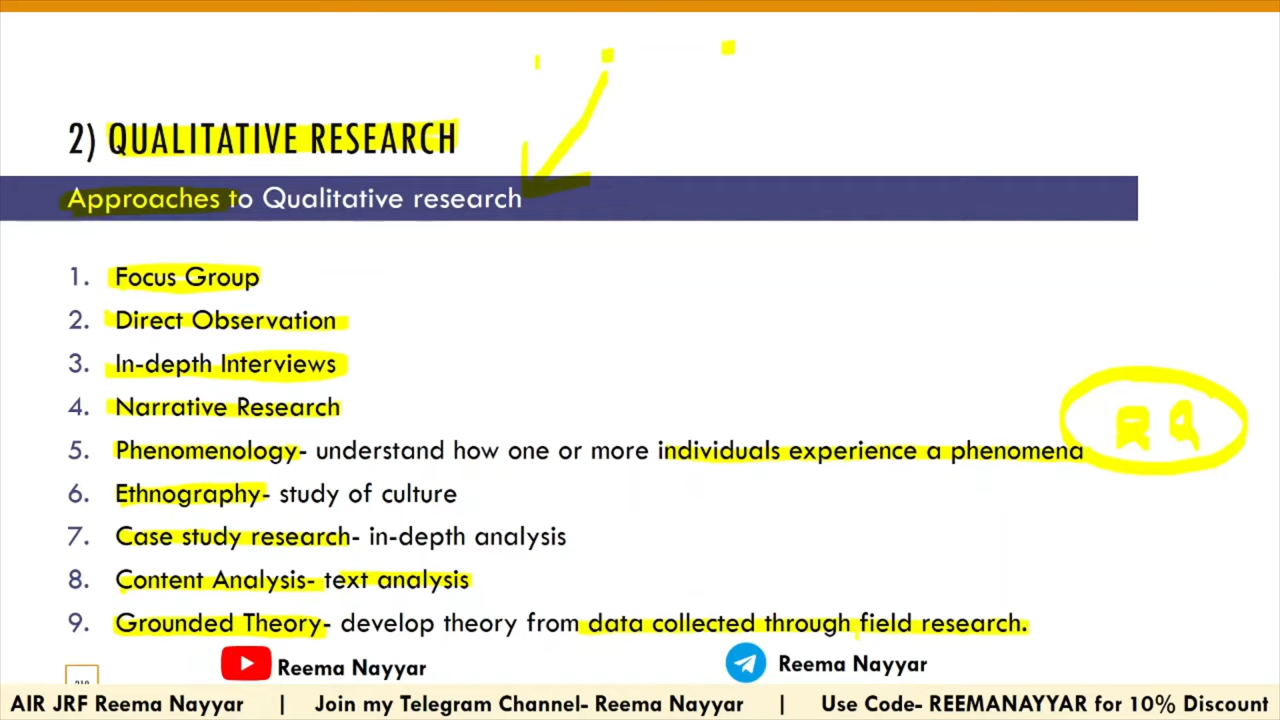 2) QUALITATIVE RESEARCH
Approaches to Qualitative research
1. Focus Group
2. Direct Observation
3. In-depth Interviews
4. Narrative Research
5. Phenomenology- understand how one or more individuals experience a phenomena
R Q
6. Ethnography- study of culture
7. Case study research- in-depth analysis
8. Content Analysis- text analysis
9. Grounded Theory- develop theory from data collected through field research.
Reema Nayyar
Reema Nayyar
AIR JRF Reema Nayyar | Join my Telegram Channel- Reema Nayyar | Use Code- REEMANAYYAR for 10% Discount